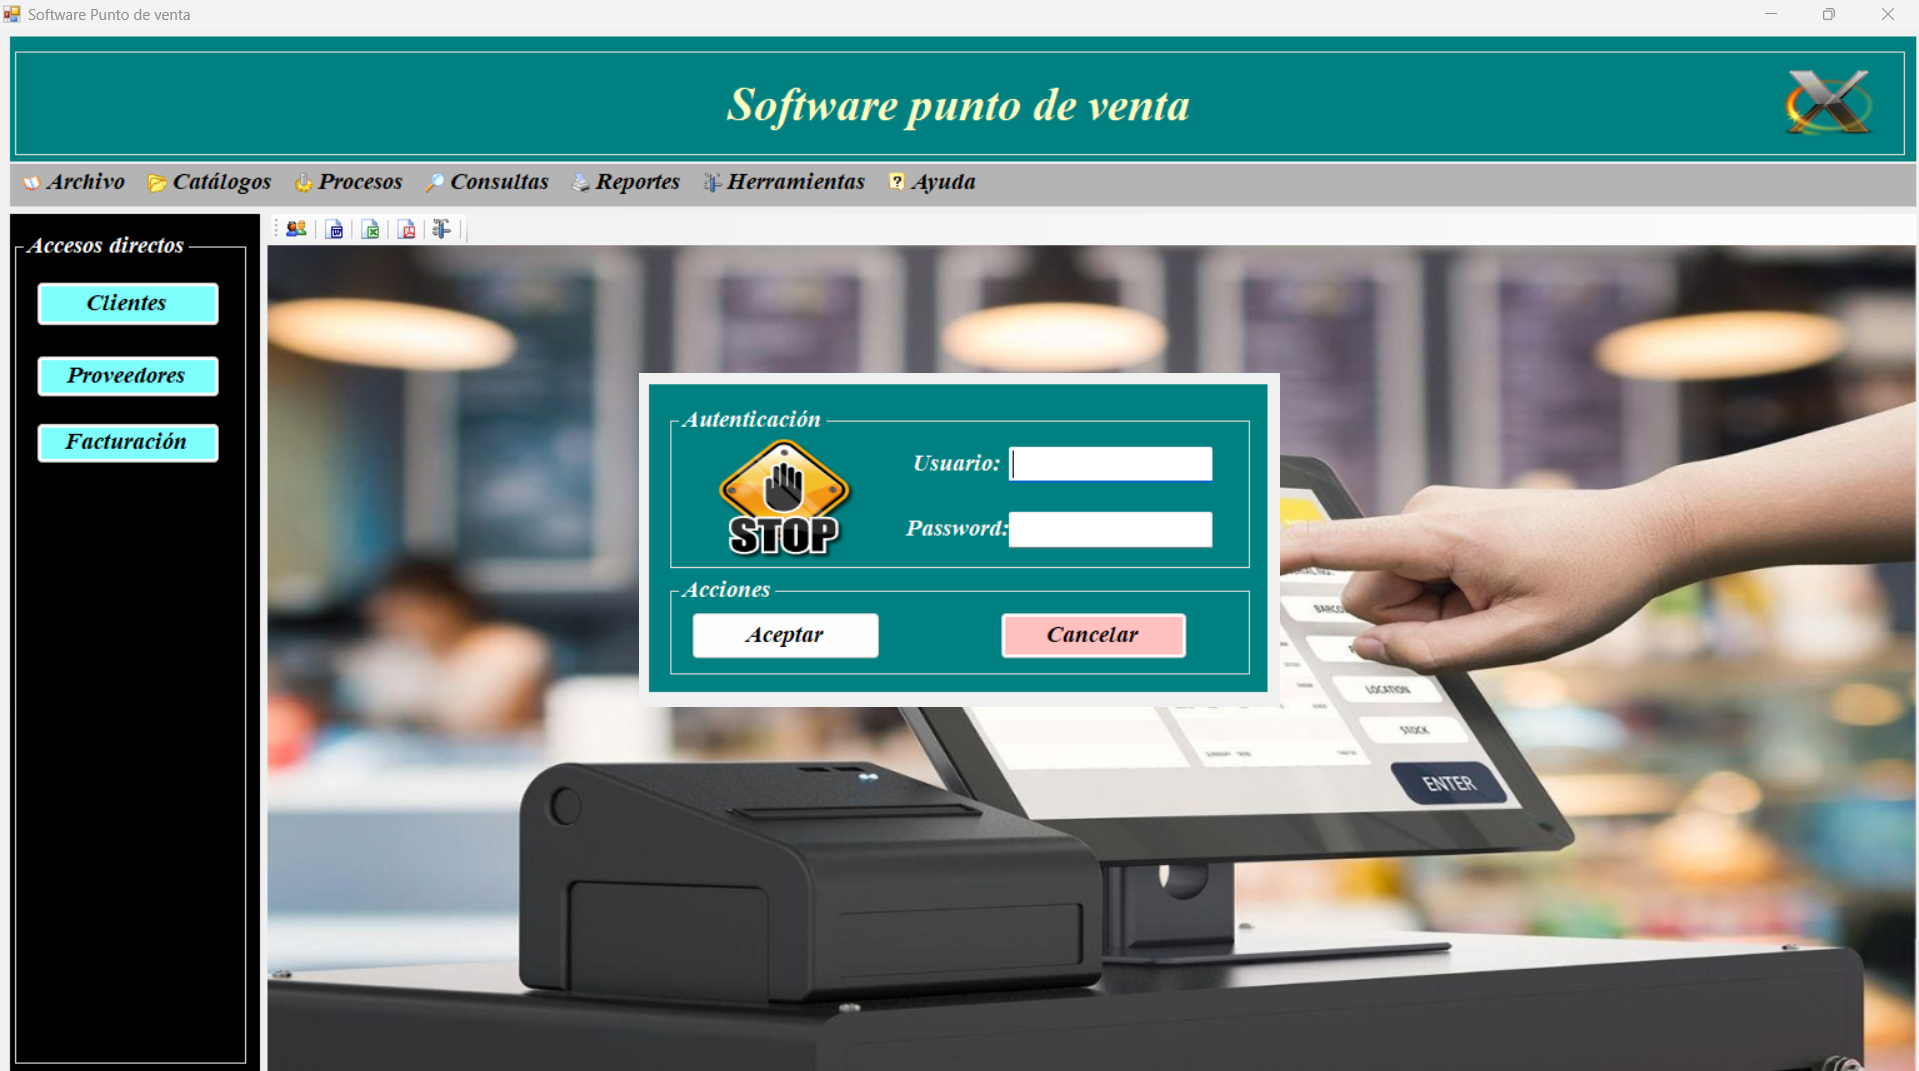 Software Punto de venta
Software punto de venta
Archivo Catálogos Procesos Consultas Reportes Herramientas Ayuda
Accesos directos
Clientes
Proveedores
Facturación
Autenticación
STOP
Usuario:
Password:
Acciones
Aceptar
Cancelar
LOCATION
STOCK
ENTER